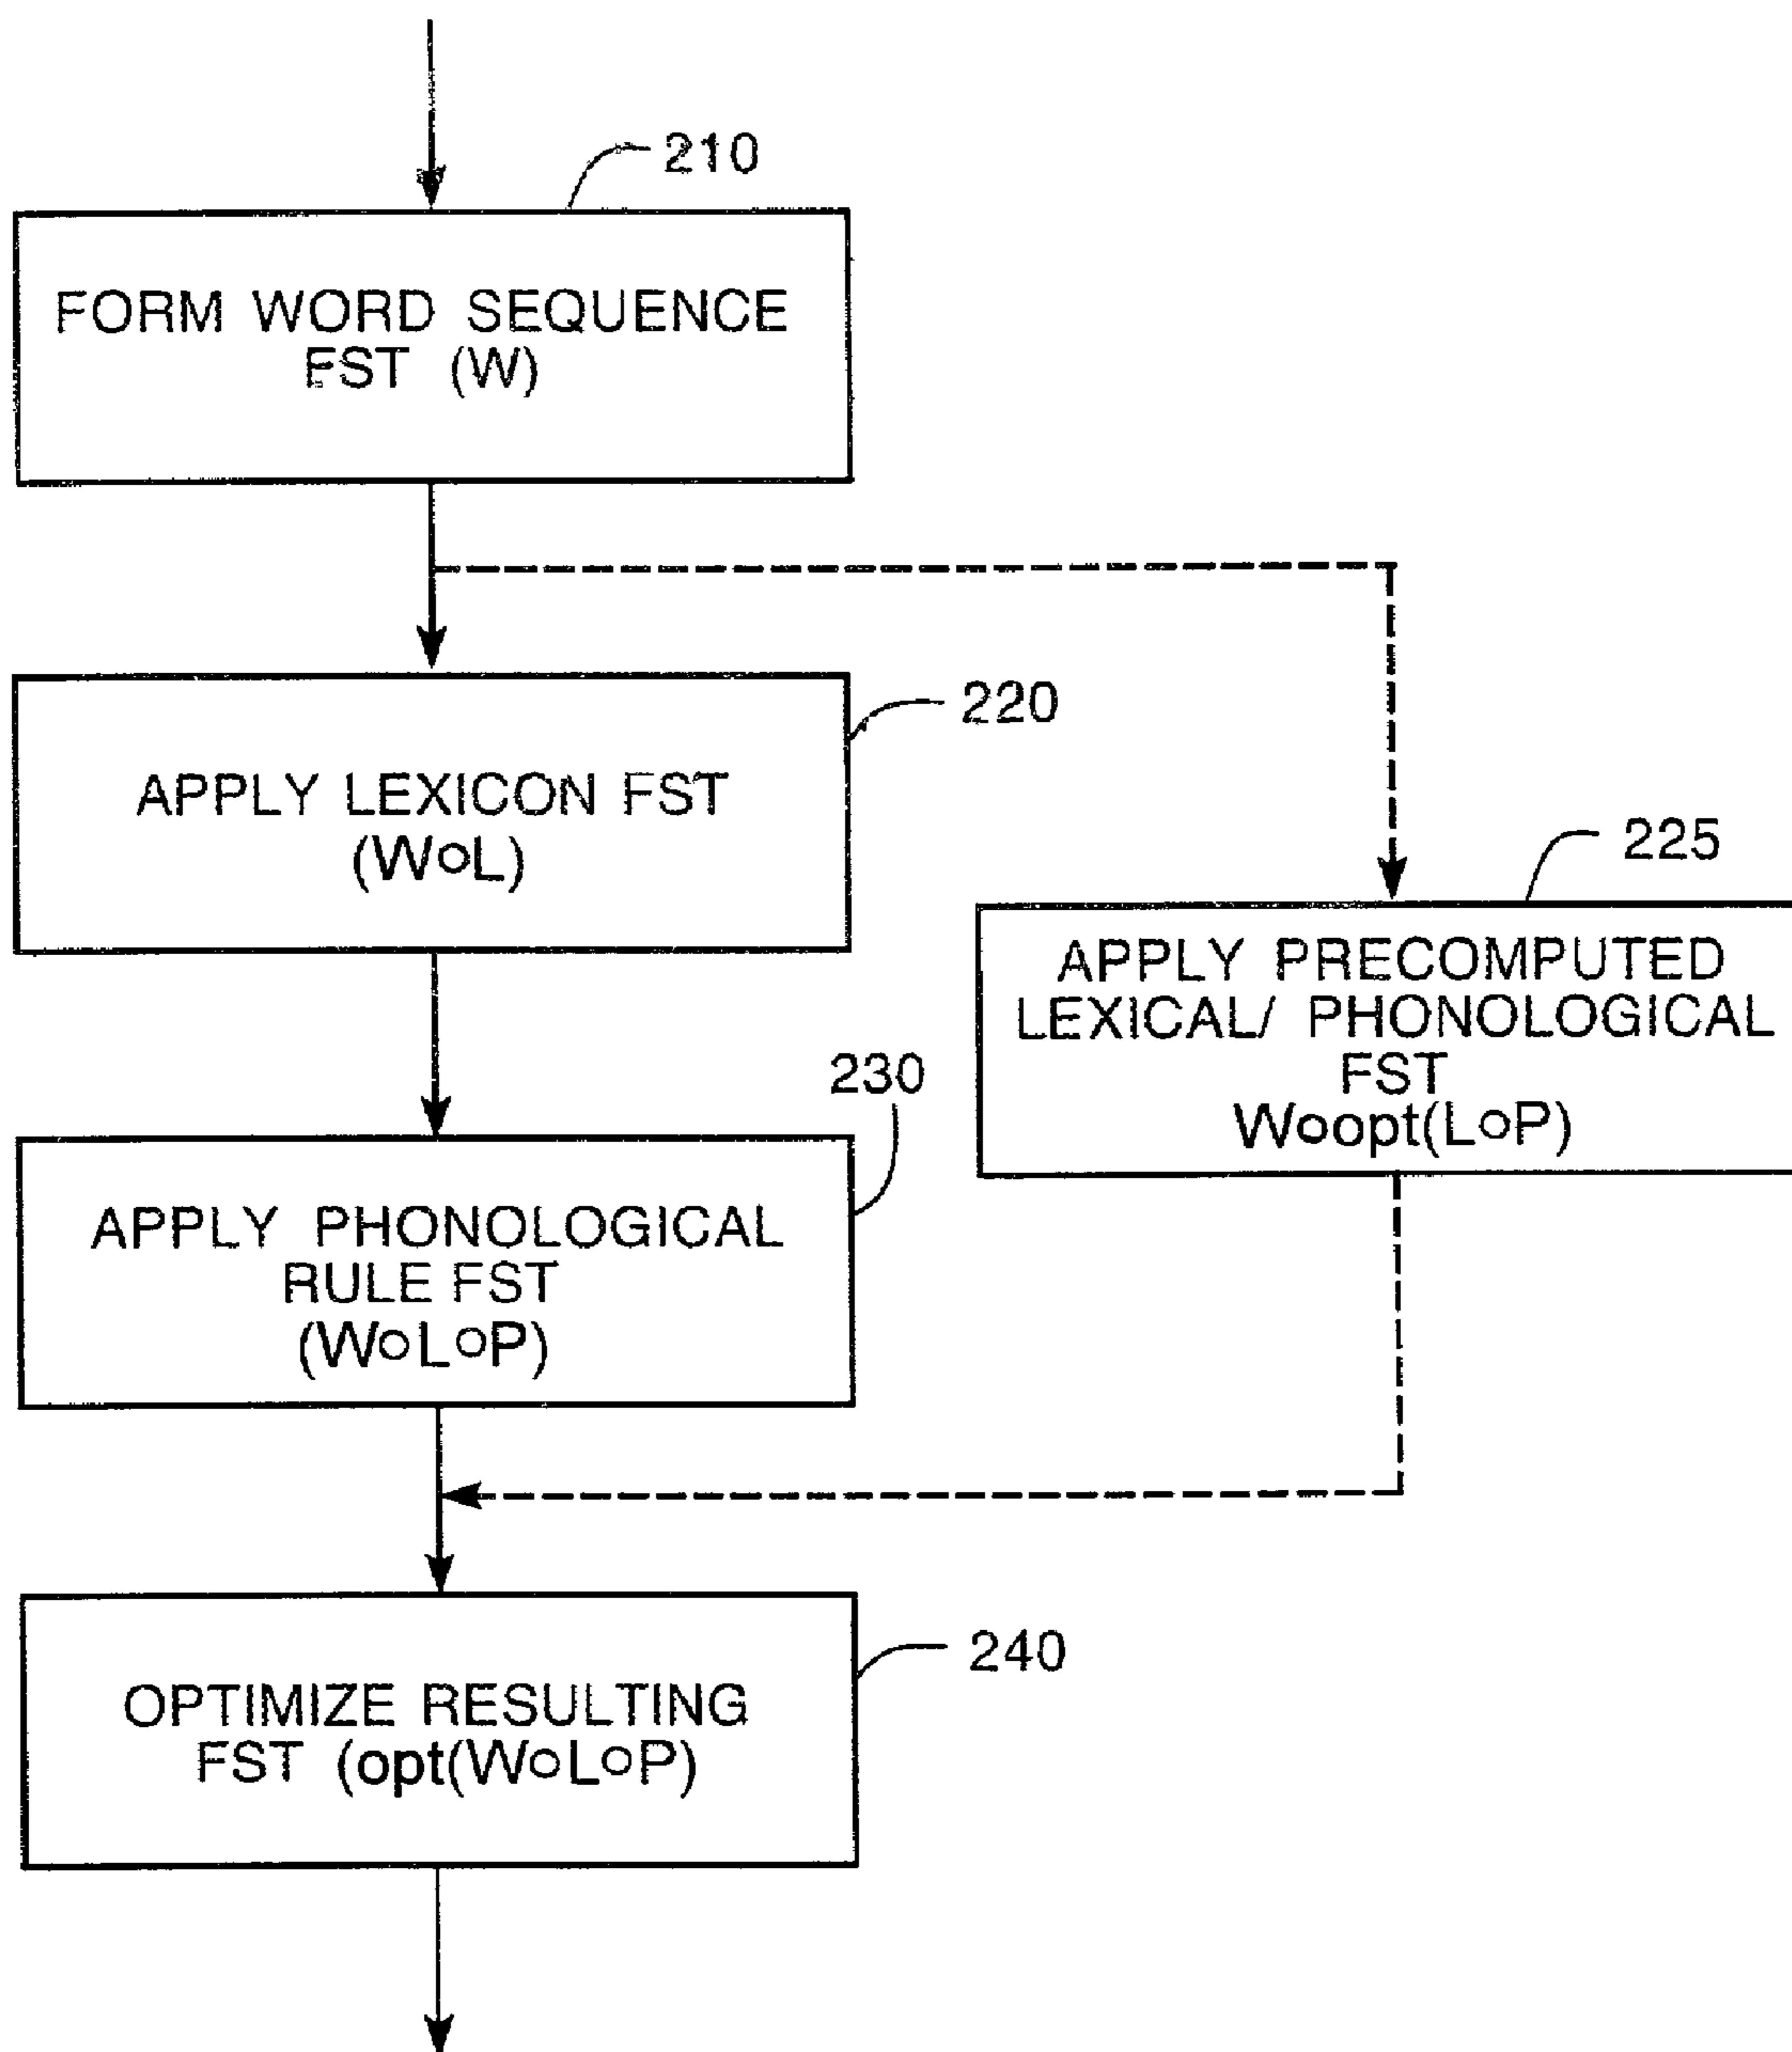 210
FORM WORD SEQUENCE
FST (W)
220
APPLY LEXICON FST
(W○L)
225
APPLY PRECOMPUTED
LEXICAL/ PHONOLOGICAL
FST
W○opt(L○P)
230
APPLY PHONOLOGICAL
RULE FST
(W○L○P)
240
OPTIMIZE RESULTING
FST (opt(W○L○P)